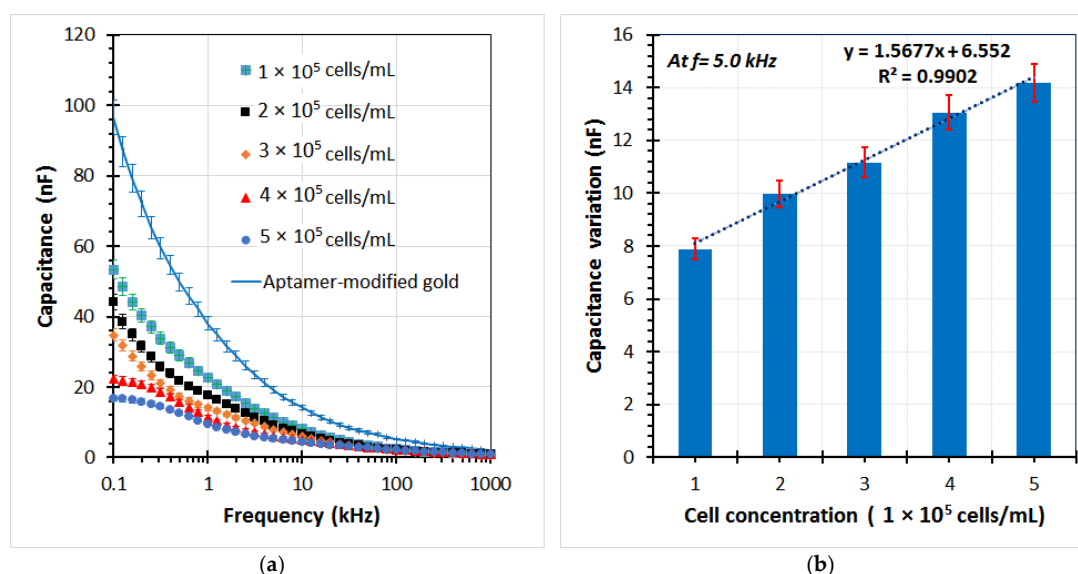 120
100
80
60
40
20
0
0.1 1 10 100 1000
Capacitance (nF)
Frequency (kHz)
1 × 10⁵ cells/mL
2 × 10⁵ cells/mL
3 × 10⁵ cells/mL
4 × 10⁵ cells/mL
5 × 10⁵ cells/mL
Aptamer-modified gold
(a)
16
14
12
10
8
6
4
2
0
1 2 3 4 5
Capacitance variation (nF)
Cell concentration ( 1 × 10⁵ cells/mL)
At f= 5.0 kHz
y = 1.5677x + 6.552
R² = 0.9902
(b)